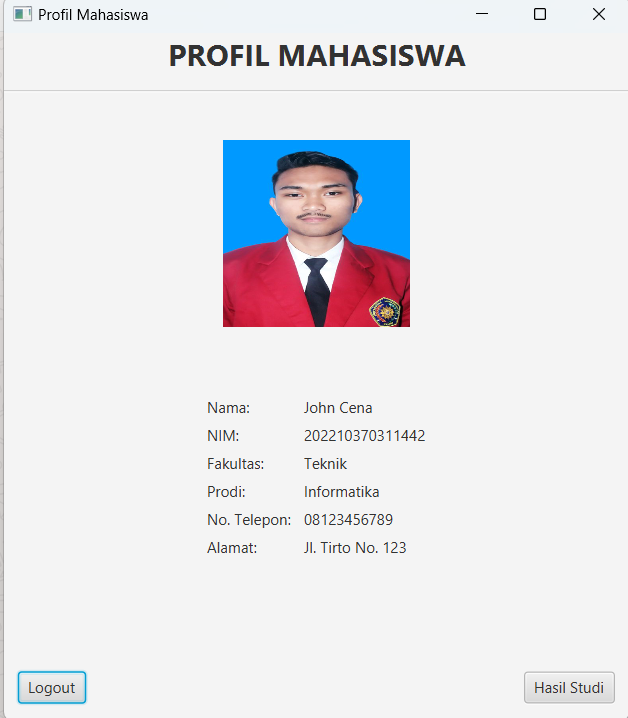 Profil Mahasiswa
PROFIL MAHASISWA
Nama: John Cena
NIM: 202210370311442
Fakultas: Teknik
Prodi: Informatika
No. Telepon: 08123456789
Alamat: Jl. Tirto No. 123
Logout Hasil Studi